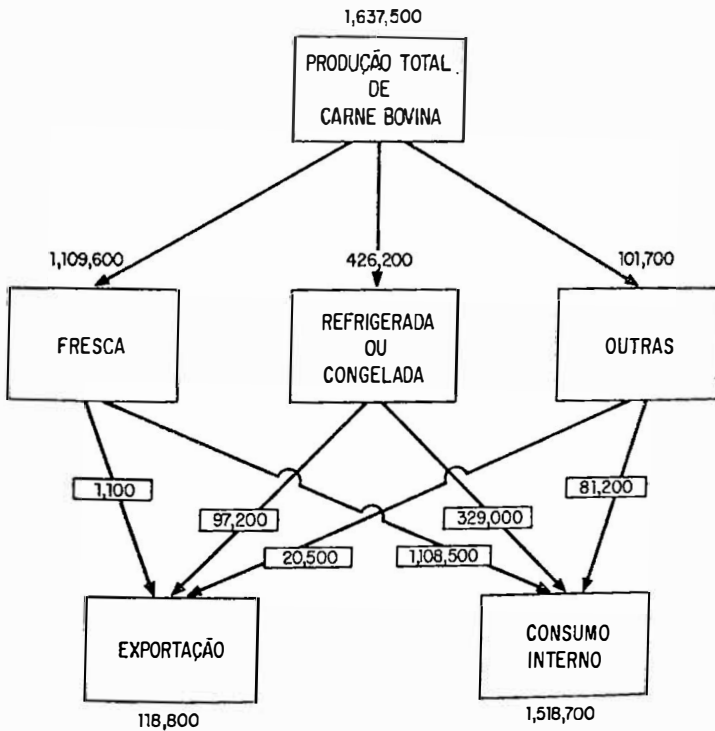 1,637,500
PRODUÇÃO TOTAL.
DE
CARNE BOVINA
1,109,600
426,200
101,700
FRESCA
REFRIGERADA
OU
CONGELADA
OUTRAS
1,100
97,200
20,500
1,108,500
329,000
81,200
EXPORTAÇÃO
CONSUMO
INTERNO
118,800
1,518,700